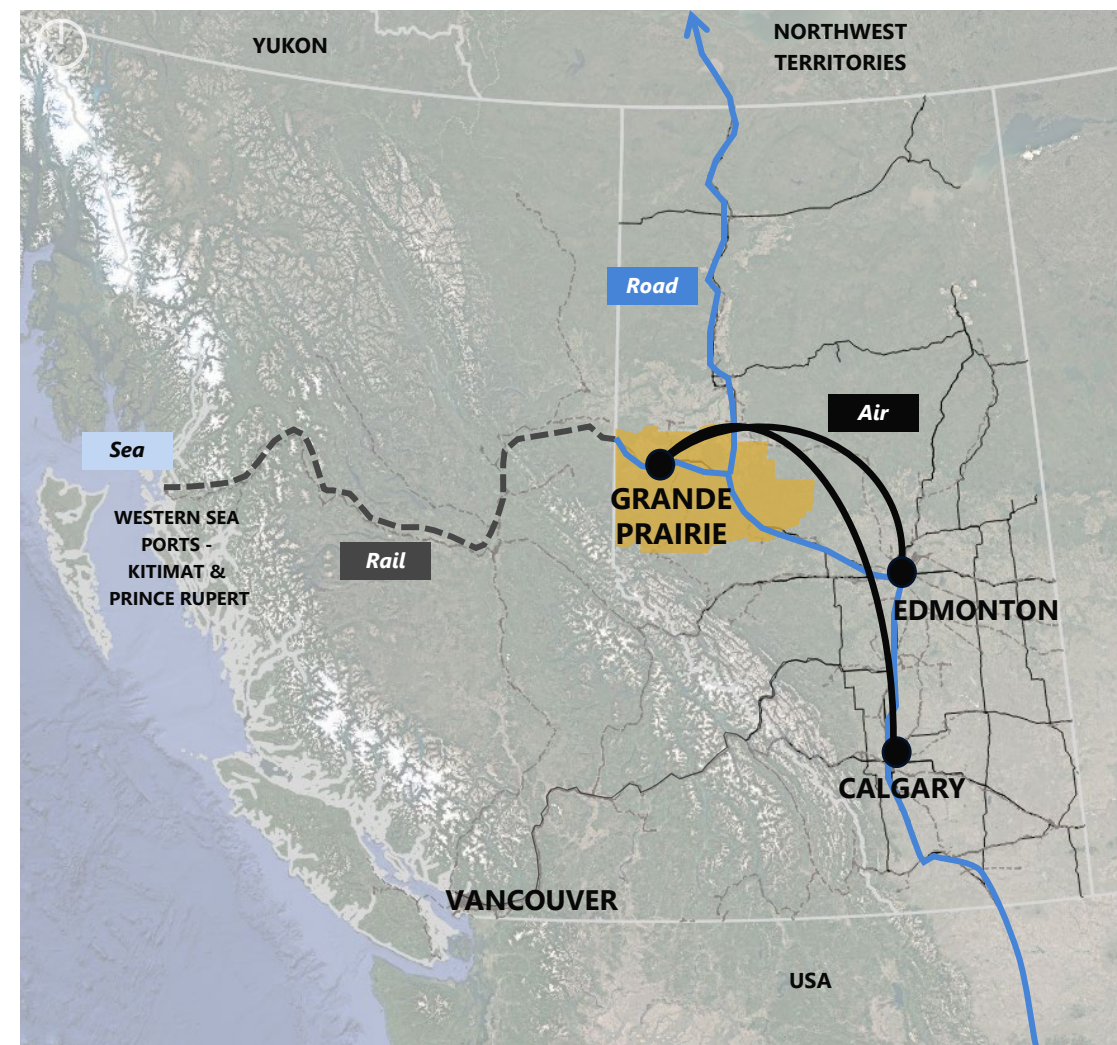 YUKON
NORTHWEST
TERRITORIES
Road
Air
Sea
GRANDE
PRAIRIE
WESTERN SEA
PORTS -
KITIMAT &
PRINCE RUPERT
Rail
EDMONTON
CALGARY
VANCOUVER
USA